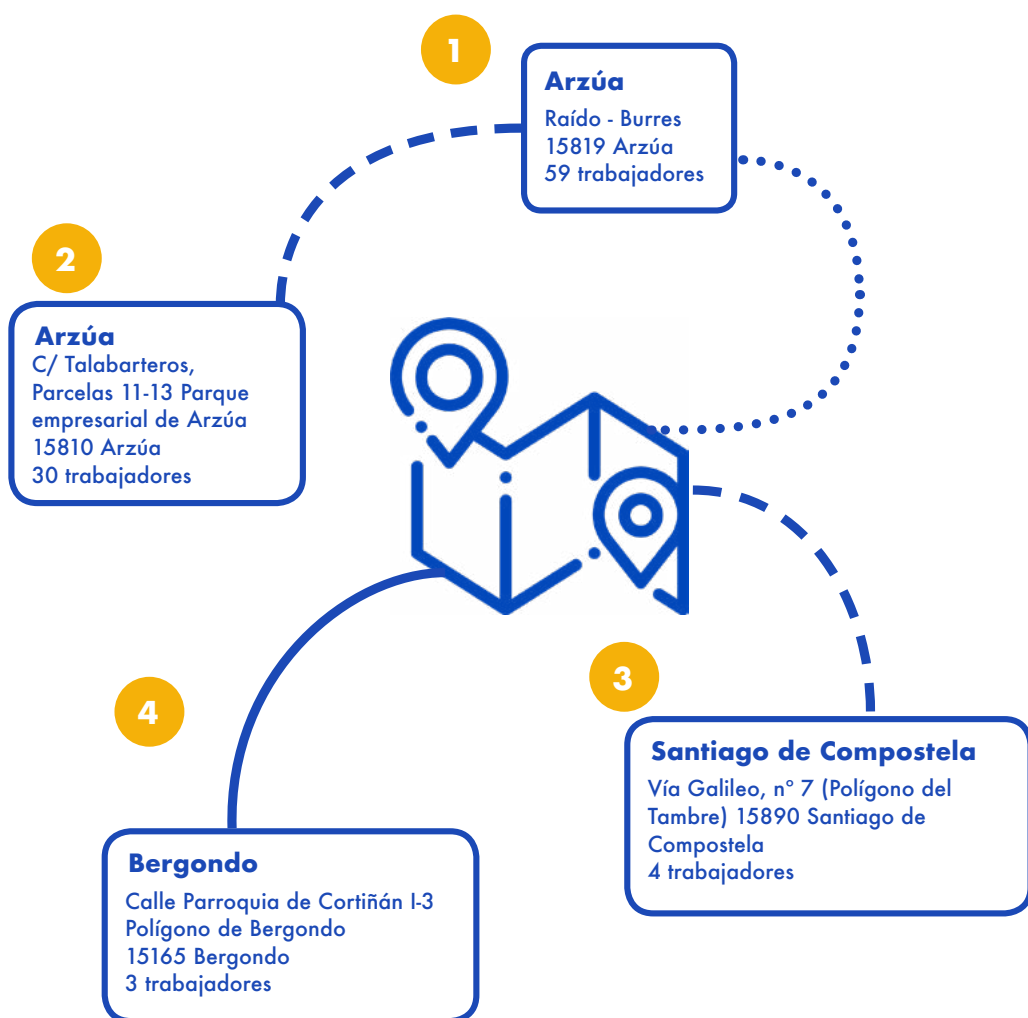 1
Arzúa
Raído - Burres
15819 Arzúa
59 trabajadores
2
Arzúa
C/ Talabarteros,
Parcelas 11-13 Parque
empresarial de Arzúa
15810 Arzúa
30 trabajadores
3
Santiago de Compostela
Vía Galileo, nº 7 (Polígono del
Tambre) 15890 Santiago de
Compostela
4 trabajadores
4
Bergondo
Calle Parroquia de Cortiñán I-3
Polígono de Bergondo
15165 Bergondo
3 trabajadores